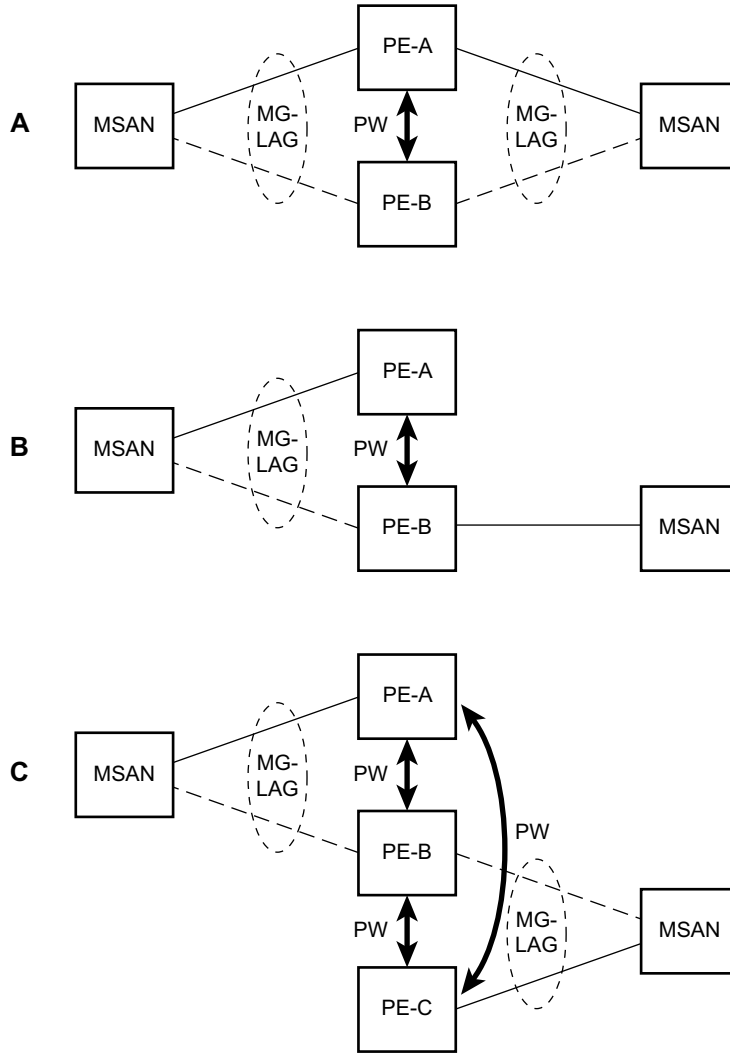 PE-A
A
MSAN
MG-
LAG
PW
MG-
LAG
MSAN
PE-B
PE-A
B
MSAN
MG-
LAG
PW
PE-B
MSAN
PE-A
C
MSAN
MG-
LAG
PW
PW
PE-B
PW
MG-
LAG
MSAN
PE-C